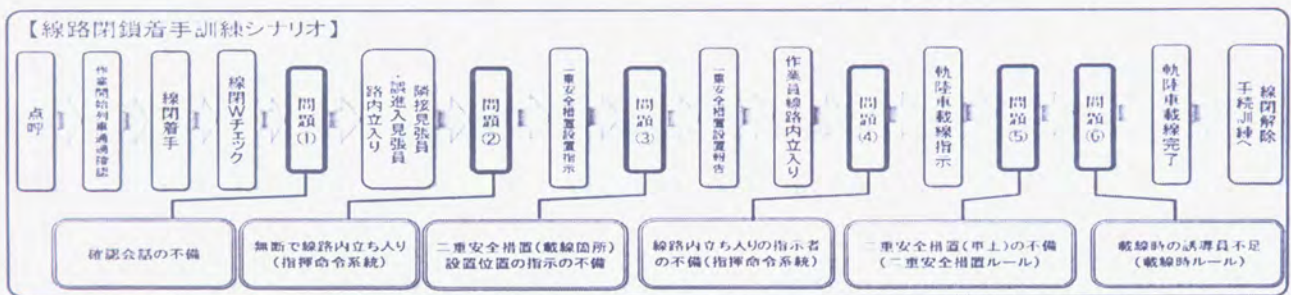 【線路閉鎖着手訓練シナリオ】
点呼
作業開始列車通過確認
線閉着手
線閉Wチェック
問題(1)
隣接見張員
・誤進入見張員
路内立入り
問題(2)
二重安全措置設置指示
問題(3)
二重安全措置設置報告
作業員線路内立入り
問題(4)
軌陸車載線指示
問題(5)
問題(6)
軌陸車載線完了
線閉解除
手続訓練へ
確認会話の不備
無断で線路内立ち入り
(指揮命令系統)
二重安全措置(載線箇所)
設置位置の指示の不備
線路内立ち入りの指示者
の不備(指揮命令系統)
二重安全措置(車上)の不備
(二重安全措置ルール)
載線時の誘導員不足
(載線時ルール)